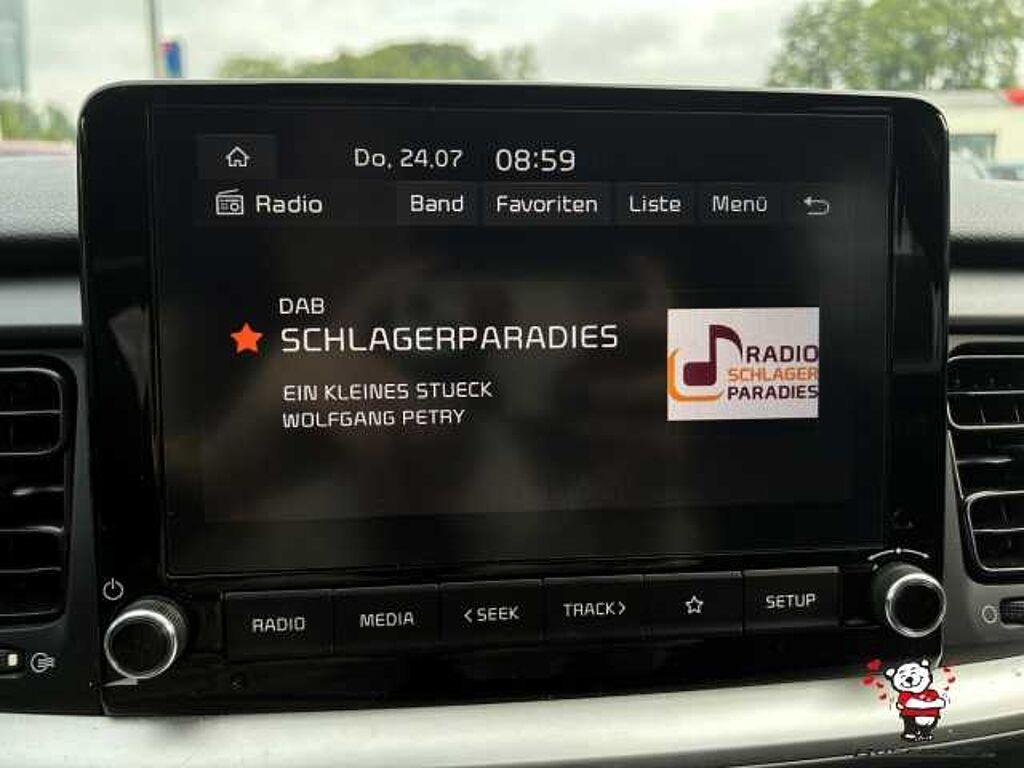 Do, 24.07 08:59
Radio Band Favoriten Liste Menü
DAB
SCHLAGERPARADIES
EIN KLEINES STUECK
WOLFGANG PETRY
RADIO
SCHLAGER
PARADIES
RADIO MEDIA <SEEK TRACK> SETUP